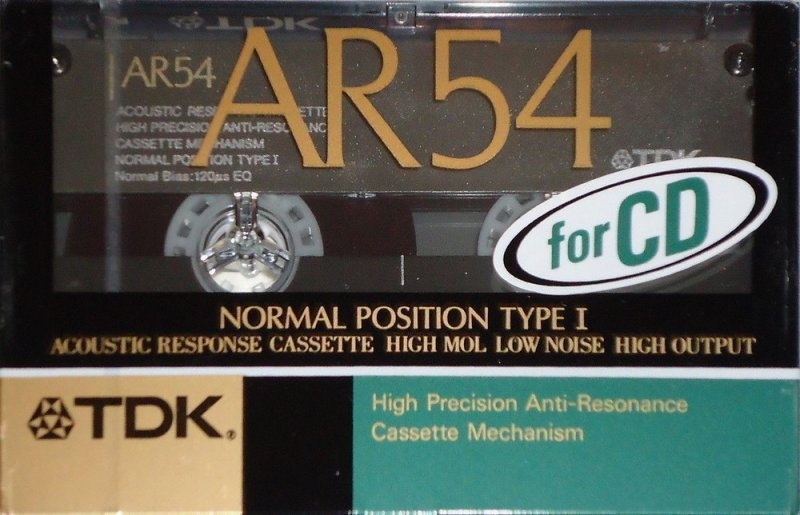 TDK
AR54
AR54
ACOUSTIC RESPONSE CASSETTE
HIGH PRECISION ANTI-RESONANCE
CASSETTE MECHANISM
NORMAL POSITION TYPE I
Normal Bias:120µs EQ
TDK
for CD
NORMAL POSITION TYPE I
ACOUSTIC RESPONSE CASSETTE HIGH MOL LOW NOISE HIGH OUTPUT
TDK®
High Precision Anti-Resonance
Cassette Mechanism